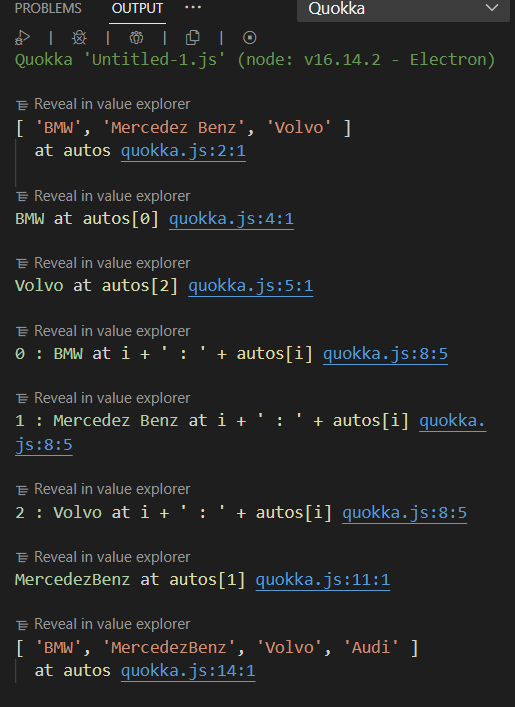 PROBLEMS OUTPUT ··· Quokka
| | | | |
Quokka 'Untitled-1.js' (node: v16.14.2 - Electron)
Reveal in value explorer
[ 'BMW', 'Mercedez Benz', 'Volvo' ]
at autos quokka.js:2:1
Reveal in value explorer
BMW at autos[0] quokka.js:4:1
Reveal in value explorer
Volvo at autos[2] quokka.js:5:1
Reveal in value explorer
0 : BMW at i + ' : ' + autos[i] quokka.js:8:5
Reveal in value explorer
1 : Mercedez Benz at i + ' : ' + autos[i] quokka.
js:8:5
Reveal in value explorer
2 : Volvo at i + ' : ' + autos[i] quokka.js:8:5
Reveal in value explorer
MercedezBenz at autos[1] quokka.js:11:1
Reveal in value explorer
[ 'BMW', 'MercedezBenz', 'Volvo', 'Audi' ]
at autos quokka.js:14:1